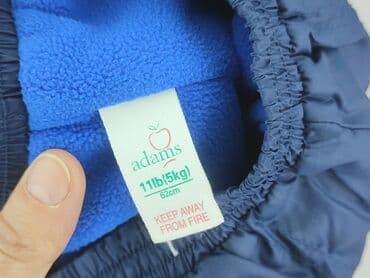 adams
11lb(5kg)
62cm
KEEP AWAY
FROM FIRE